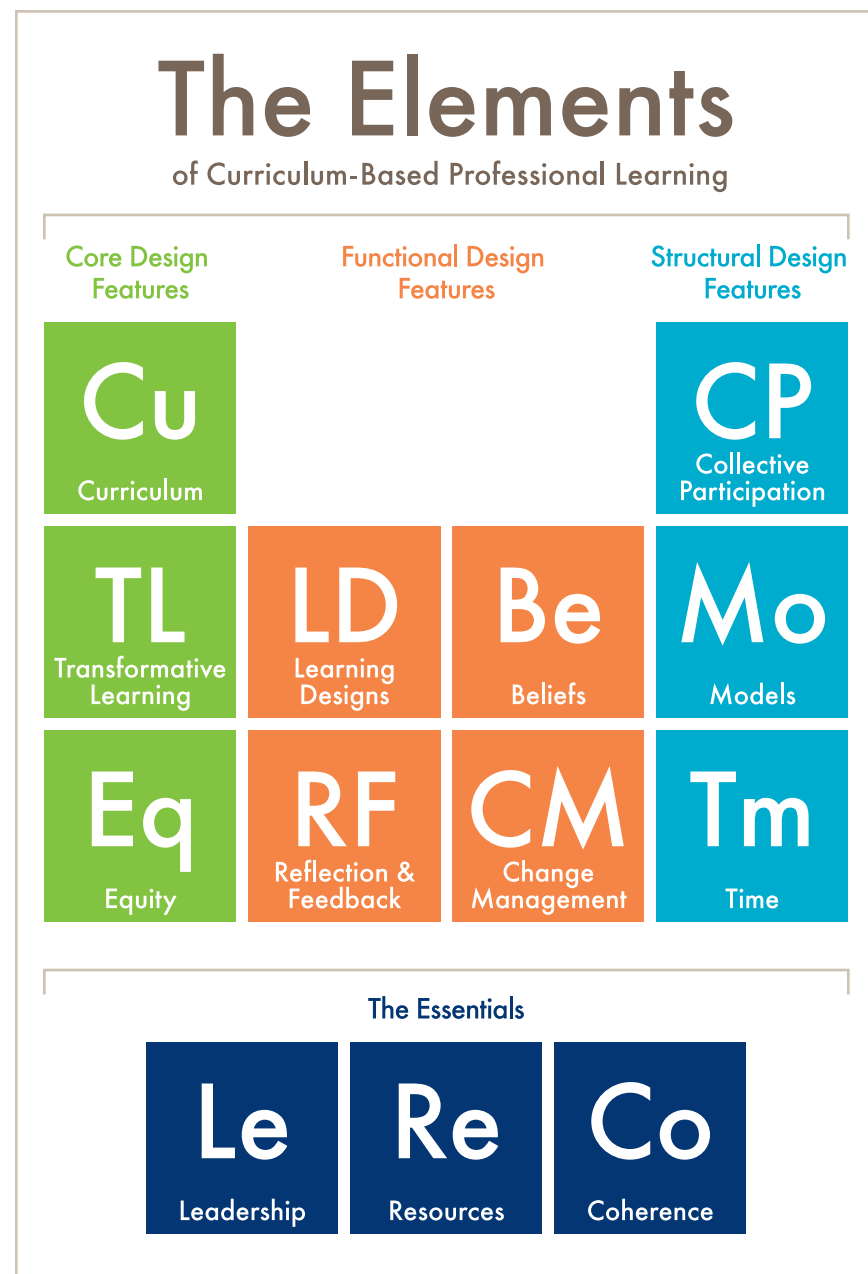 The Elements
of Curriculum-Based Professional Learning
Core Design
Features
Functional Design
Features
Structural Design
Features
Cu
Curriculum
CP
Collective
Participation
TL
Transformative
Learning
LD
Learning
Designs
Be
Beliefs
Mo
Models
Eq
Equity
RF
Reflection &
Feedback
CM
Change
Management
Tm
Time
The Essentials
Le
Leadership
Re
Resources
Co
Coherence